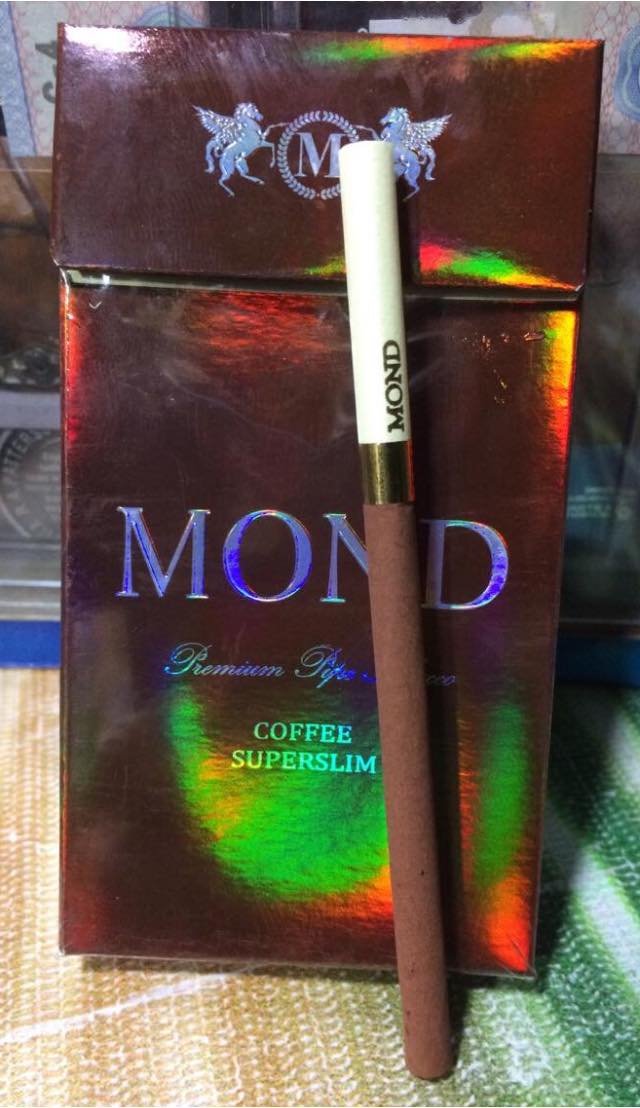 M
MOND
MOND
Premium Pipe
COFFEE
SUPERSLIM